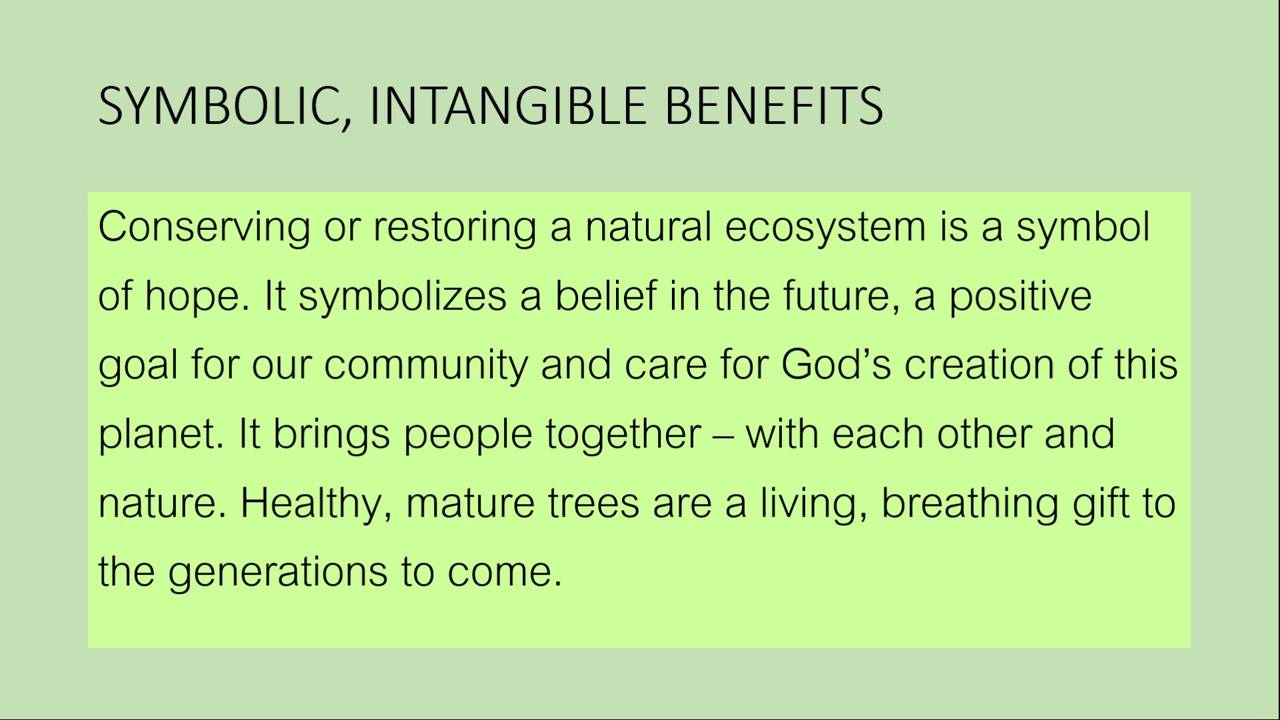 SYMBOLIC, INTANGIBLE BENEFITS
Conserving or restoring a natural ecosystem is a symbol
of hope. It symbolizes a belief in the future, a positive
goal for our community and care for God’s creation of this
planet. It brings people together – with each other and
nature. Healthy, mature trees are a living, breathing gift to
the generations to come.